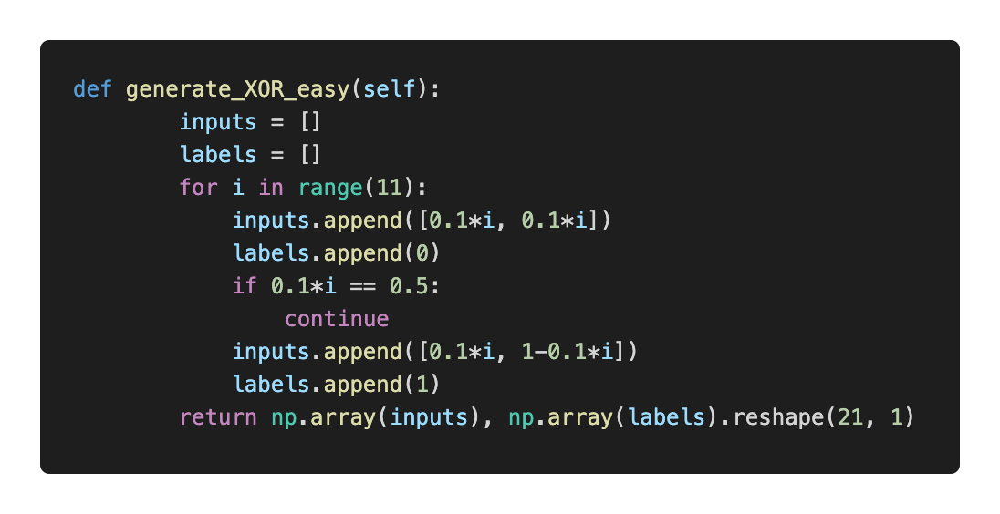 def generate_XOR_easy(self):
        inputs = []
        labels = []
        for i in range(11):
            inputs.append([0.1*i, 0.1*i])
            labels.append(0)
            if 0.1*i == 0.5:
                continue
            inputs.append([0.1*i, 1-0.1*i])
            labels.append(1)
        return np.array(inputs), np.array(labels).reshape(21, 1)